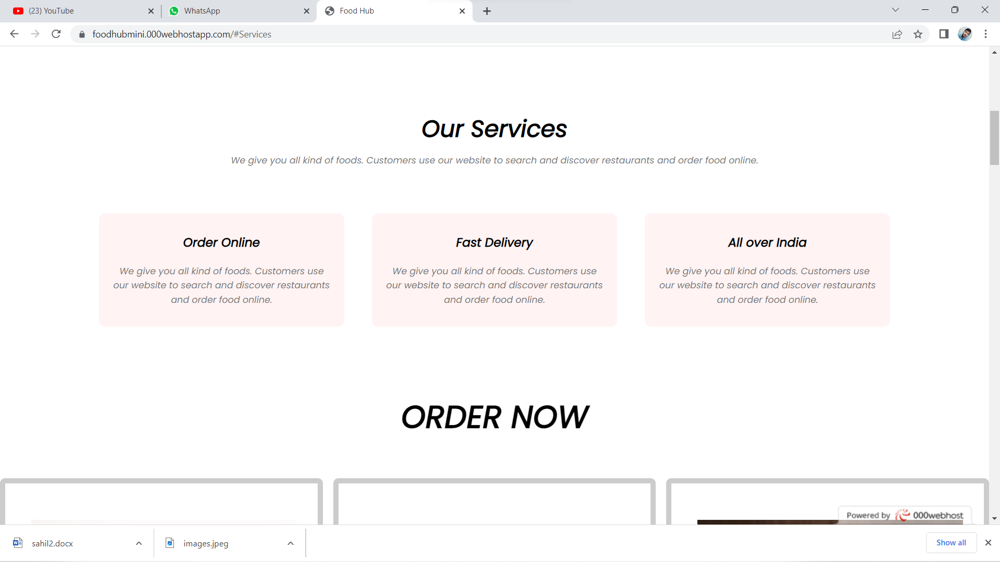 (23) YouTube
WhatsApp
Food Hub
foodhubmini.000webhostapp.com/#Services
Our Services
We give you all kind of foods. Customers use our website to search and discover restaurants and order food online.
Order Online
We give you all kind of foods. Customers use
our website to search and discover restaurants
and order food online.
Fast Delivery
We give you all kind of foods. Customers use
our website to search and discover restaurants
and order food online.
All over India
We give you all kind of foods. Customers use
our website to search and discover restaurants
and order food online.
ORDER NOW
Powered by 000webhost
sahil2.docx
images.jpeg
Show all